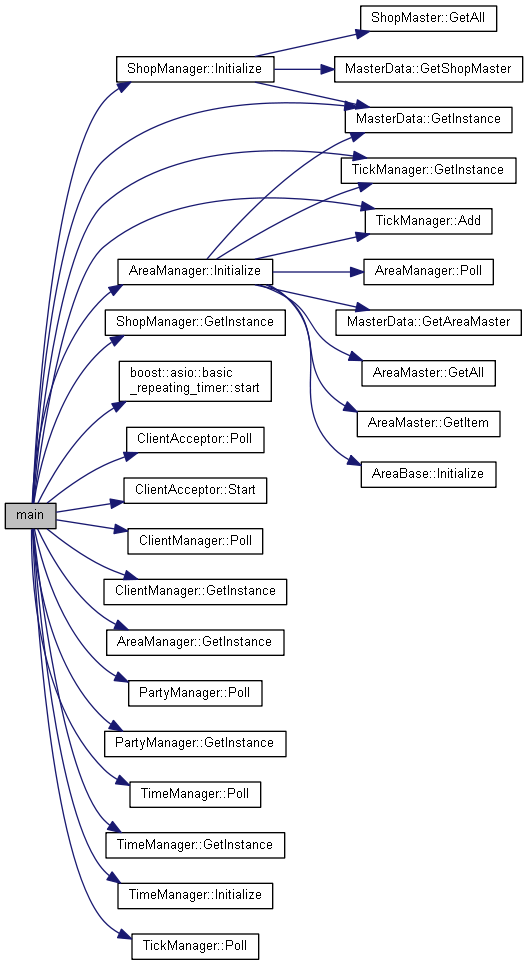 ShopMaster::GetAll
ShopManager::Initialize
MasterData::GetShopMaster
MasterData::GetInstance
TickManager::GetInstance
TickManager::Add
AreaManager::Initialize
AreaManager::Poll
ShopManager::GetInstance
MasterData::GetAreaMaster
boost::asio::basic
_repeating_timer::start
AreaMaster::GetAll
AreaMaster::GetItem
ClientAcceptor::Poll
AreaBase::Initialize
ClientAcceptor::Start
main
ClientManager::Poll
ClientManager::GetInstance
AreaManager::GetInstance
PartyManager::Poll
PartyManager::GetInstance
TimeManager::Poll
TimeManager::GetInstance
TimeManager::Initialize
TickManager::Poll